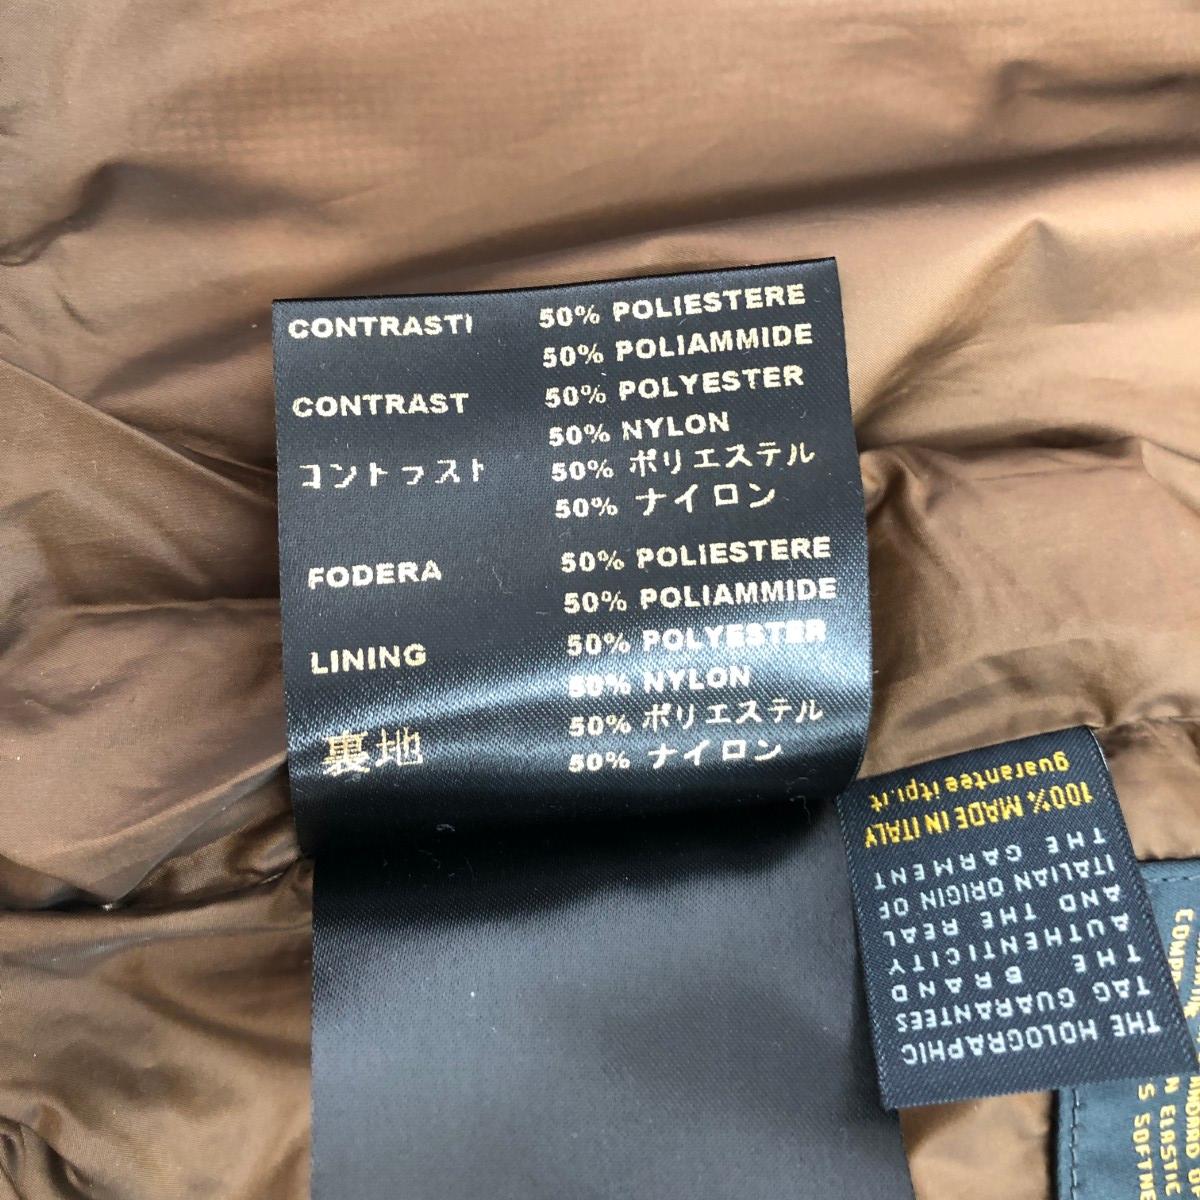 CONTRASTI 50% POLIESTERE
50% POLIAMMIDE
CONTRAST 50% POLYESTER
50% NYLON
コントラスト 50% ポリエステル
50% ナイロン
FODERA 50% POLIESTERE
50% POLIAMMIDE
LINING 50% POLYESTER
50% NYLON
裏地 50% ポリエステル
50% ナイロン
THE HOLOGRAPHIC
TAG GUARANTEES
THE BRAND
AUTHENTICITY
AND THE REAL
ITALIAN ORIGIN OF
THE GARMENT
100% MADE IN ITALY
guarantee itpi.it
ELASTIC